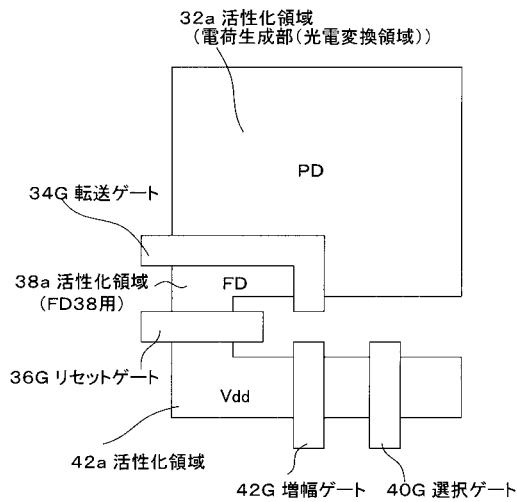 32a 活性化領域
(電荷生成部(光電変換領域))
PD
34G 転送ゲート
38a 活性化領域
(FD38用)
FD
36G リセットゲート
Vdd
42a 活性化領域
42G 増幅ゲート
40G 選択ゲート